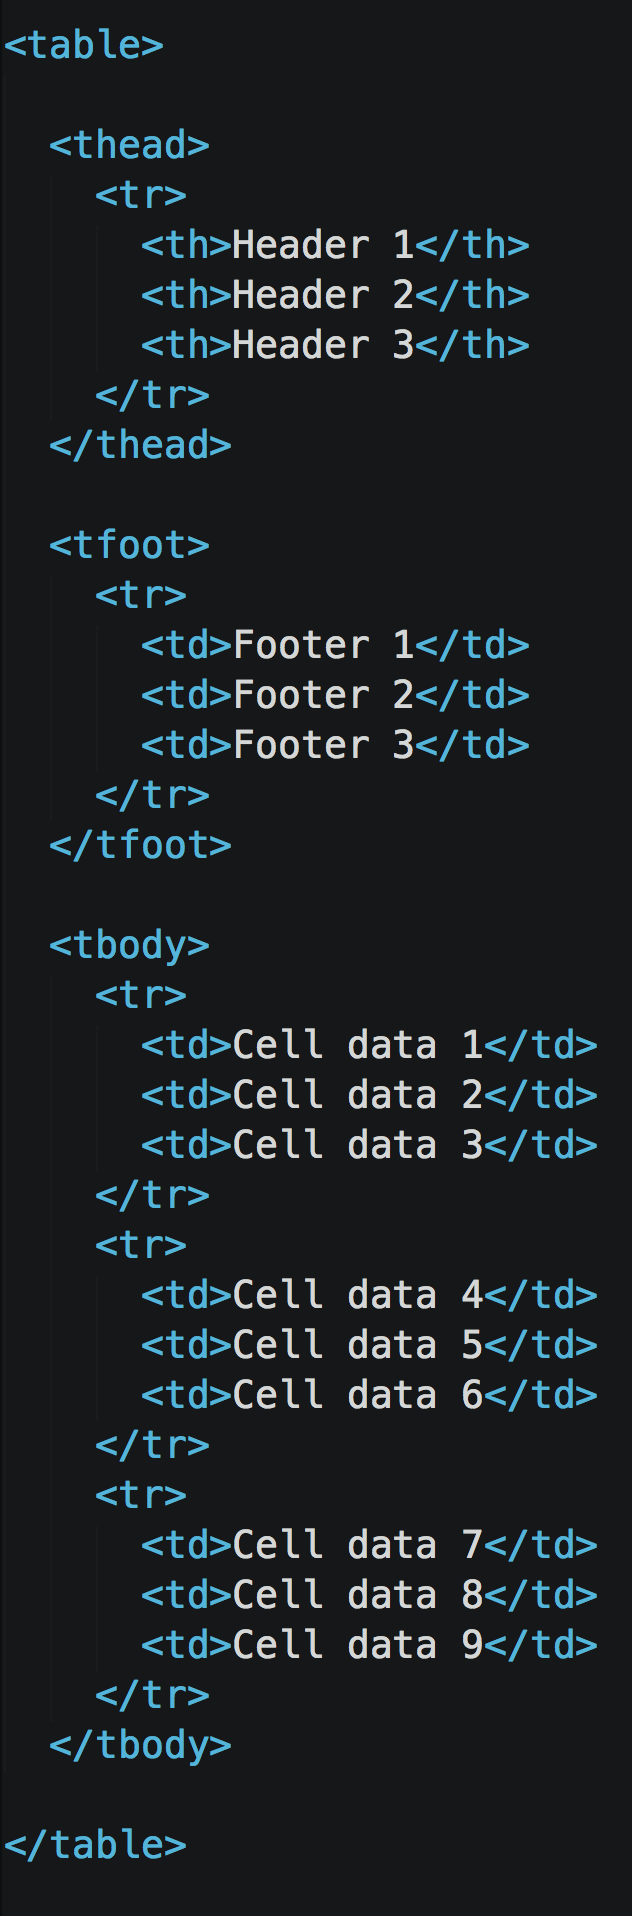 <table>
<thead>
<tr>
<th>Header 1</th>
<th>Header 2</th>
<th>Header 3</th>
</tr>
</thead>
<tfoot>
<tr>
<td>Footer 1</td>
<td>Footer 2</td>
<td>Footer 3</td>
</tr>
</tfoot>
<tbody>
<tr>
<td>Cell data 1</td>
<td>Cell data 2</td>
<td>Cell data 3</td>
</tr>
<tr>
<td>Cell data 4</td>
<td>Cell data 5</td>
<td>Cell data 6</td>
</tr>
<tr>
<td>Cell data 7</td>
<td>Cell data 8</td>
<td>Cell data 9</td>
</tr>
</tbody>
</table>